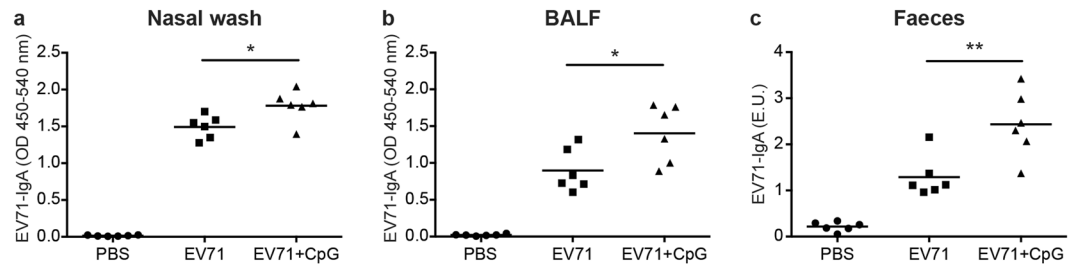 a Nasal wash
EV71-IgA (OD 450-540 nm)
2.5
2.0
1.5
1.0
0.5
0.0
*
PBS EV71 EV71+CpG
b BALF
EV71-IgA (OD 450-540 nm)
2.5
2.0
1.5
1.0
0.5
0.0
*
PBS EV71 EV71+CpG
c Faeces
EV71-IgA (E.U.)
4
3
2
1
0
**
PBS EV71 EV71+CpG